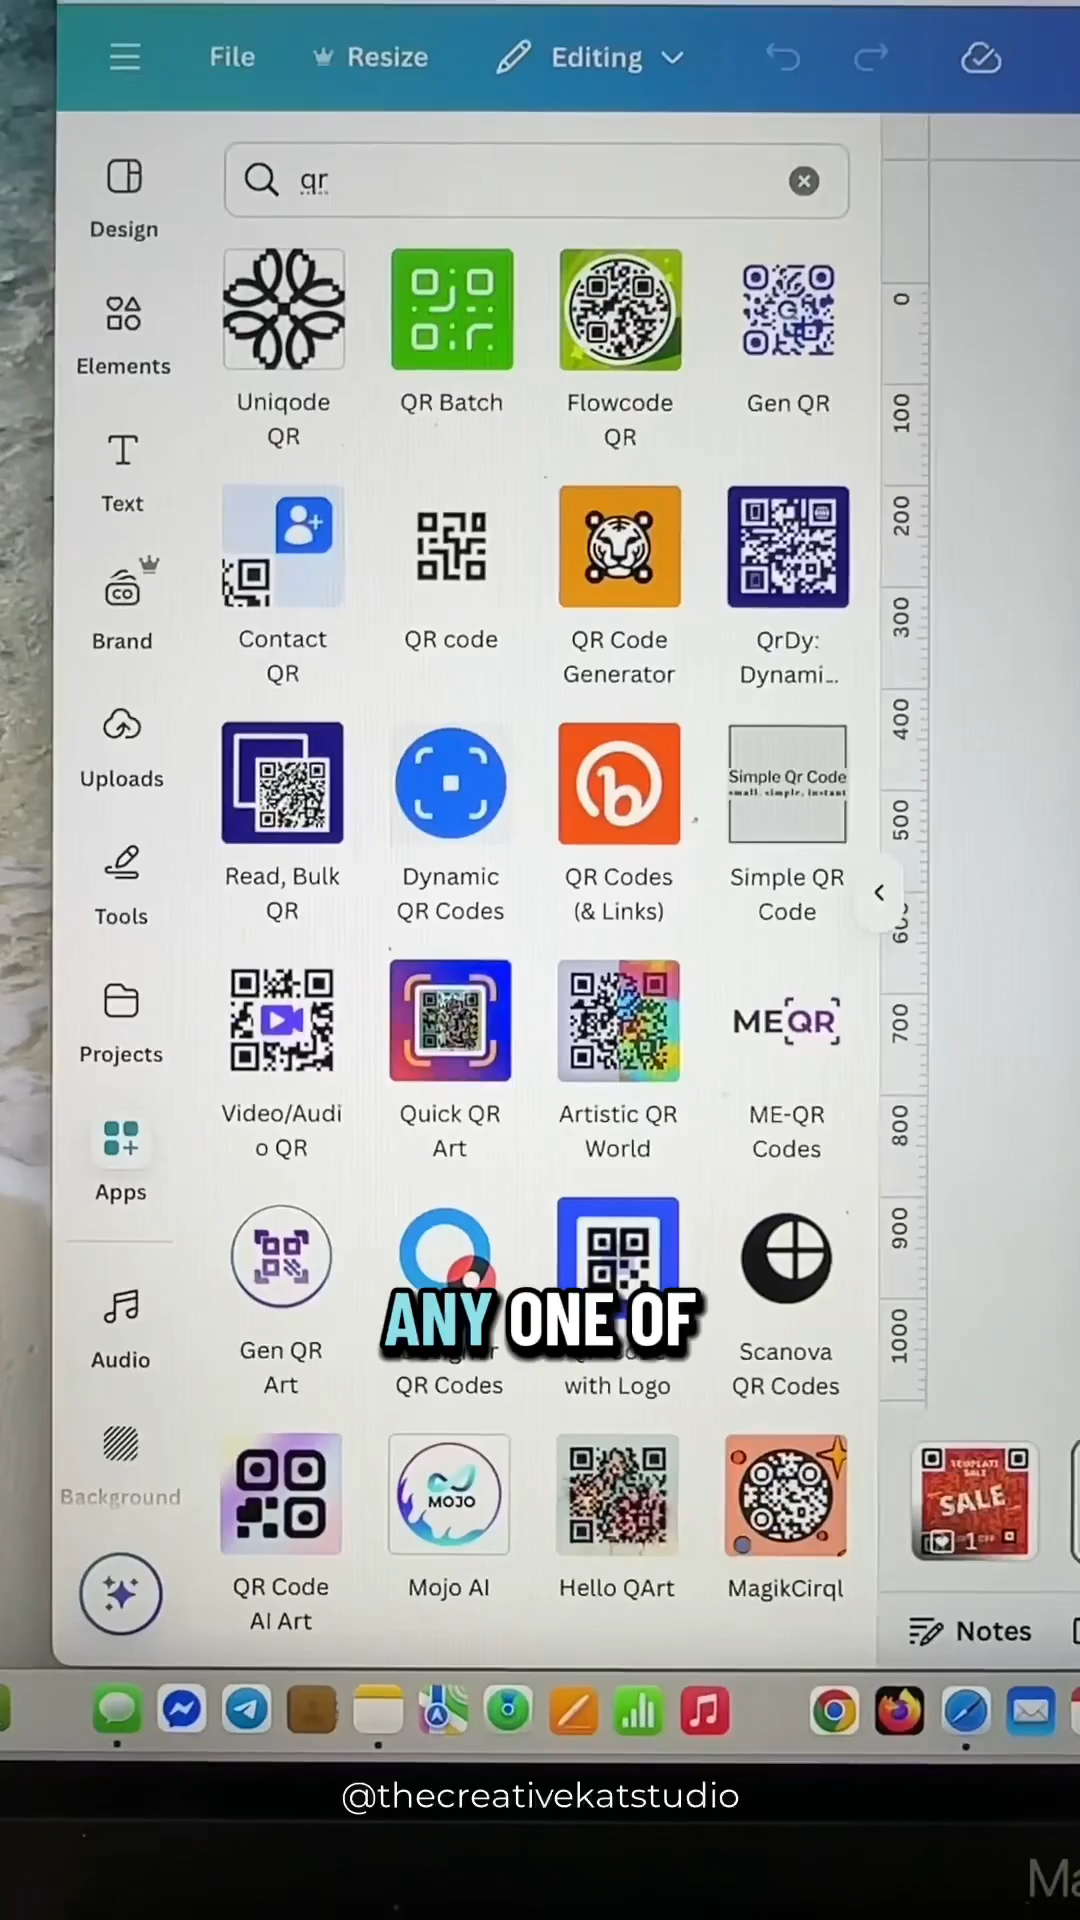 File
Resize
Editing
qr
Design
Elements
Text
Brand
CO
Uploads
Tools
Projects
Apps
Audio
Background
Uniqode
QR
QR Batch
Flowcode
QR
Gen QR
Contact
QR
QR code
QR Code
Generator
QrDy:
Dynami...
Read, Bulk
QR
Dynamic
QR Codes
QR Codes
(& Links)
Simple Qr Code
small, simple, instant
Simple QR
Code
Video/Audi
o QR
Quick QR
Art
Artistic QR
World
MEQR
ME-QR
Codes
Gen QR
Art
QR Codes
with Logo
Scanova
QR Codes
ANY ONE OF
QR Code
AI Art
MOJO
Mojo AI
Hello QArt
MagikCirql
0
100
200
300
400
500
700
800
900
1000
SALE
1
Notes
@thecreativekatstudio